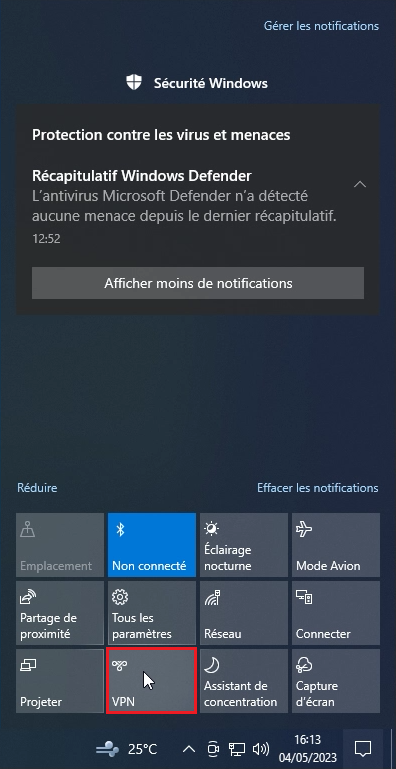 Gérer les notifications
Sécurité Windows
Protection contre les virus et menaces
Récapitulatif Windows Defender
L'antivirus Microsoft Defender n'a détecté
aucune menace depuis le dernier récapitulatif.
12:52
Afficher moins de notifications
Réduire
Effacer les notifications
Emplacement
Non connecté
Éclairage
nocturne
Mode Avion
Partage de
proximité
Tous les
paramètres
Réseau
Connecter
Projeter
VPN
Assistant de
concentration
Capture
d'écran
25°C
16:13
04/05/2023